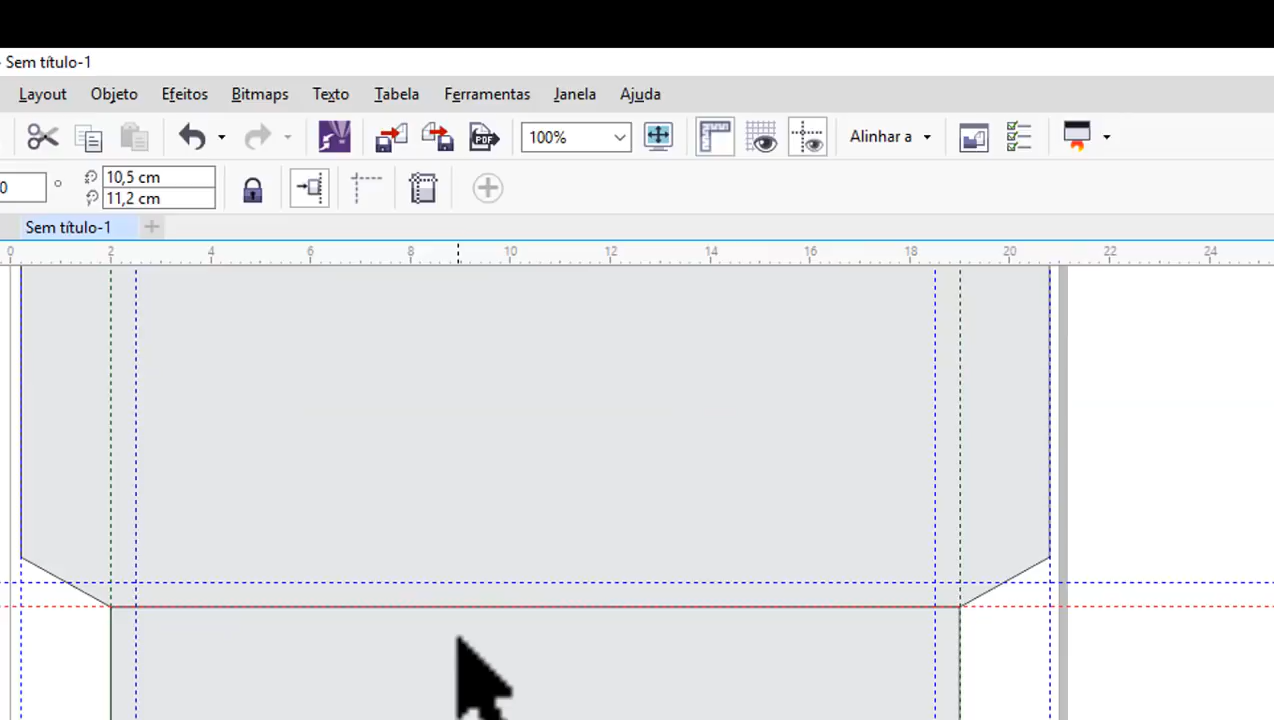 - Sem título-1
Layout Objeto Efeitos Bitmaps Texto Tabela Ferramentas Janela Ajuda
PDF 100% Alinhar a
0 ° 10,5 cm
11,2 cm
Sem título-1
0 2 4 6 8 10 12 14 16 18 20 22 24